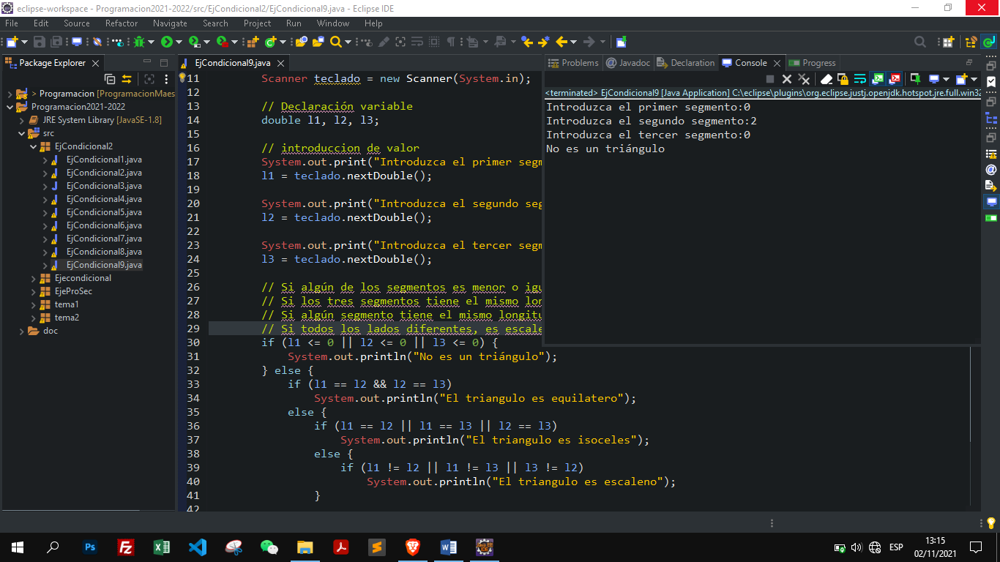 eclipse-workspace - Programacion2021-2022/src/EjCondicional2/EjCondicional9.java - Eclipse IDE
File Edit Source Refactor Navigate Search Project Run Window Help
Package Explorer
> Programacion [ProgramacionMaes
Programacion2021-2022
JRE System Library [JavaSE-1.8]
src
EjCondicional2
EjCondicional1.java
EjCondicional2.java
EjCondicional3.java
EjCondicional4.java
EjCondicional5.java
EjCondicional6.java
EjCondicional7.java
EjCondicional8.java
EjCondicional9.java
Ejecondicional
EjeProSec
tema1
tema2
doc
EjCondicional9.java
11 Scanner teclado = new Scanner(System.in);
12
13 // Declaración variable
14 double l1, l2, l3;
15
16 // introduccion de valor
17 System.out.print("Introduzca el primer segm
18 l1 = teclado.nextDouble();
19
20 System.out.print("Introduzca el segundo seg
21 l2 = teclado.nextDouble();
22
23 System.out.print("Introduzca el tercer segm
24 l3 = teclado.nextDouble();
25
26 // Si algún de los segmentos es menor o igu
27 // Si los tres segmentos tiene el mismo lon
28 // Si algún segmento tiene el mismo longitu
29 // Si todos los lados diferentes, es escale
30 if (l1 <= 0 || l2 <= 0 || l3 <= 0) {
31 System.out.println("No es un triángulo");
32 } else {
33 if (l1 == l2 && l2 == l3)
34 System.out.println("El triangulo es equilatero");
35 else {
36 if (l1 == l2 || l1 == l3 || l2 == l3)
37 System.out.println("El triangulo es isoceles");
38 else {
39 if (l1 != l2 || l1 != l3 || l3 != l2)
40 System.out.println("El triangulo es escaleno");
41 }
42
Problems @ Javadoc Declaration Console Progress
<terminated> EjCondicional9 [Java Application] C:\eclipse\plugins\org.eclipse.justj.openjdk.hotspot.jre.full.win32
Introduzca el primer segmento:0
Introduzca el segundo segmento:2
Introduzca el tercer segmento:0
No es un triángulo
Ps
Fz
ESP
13:15
02/11/2021